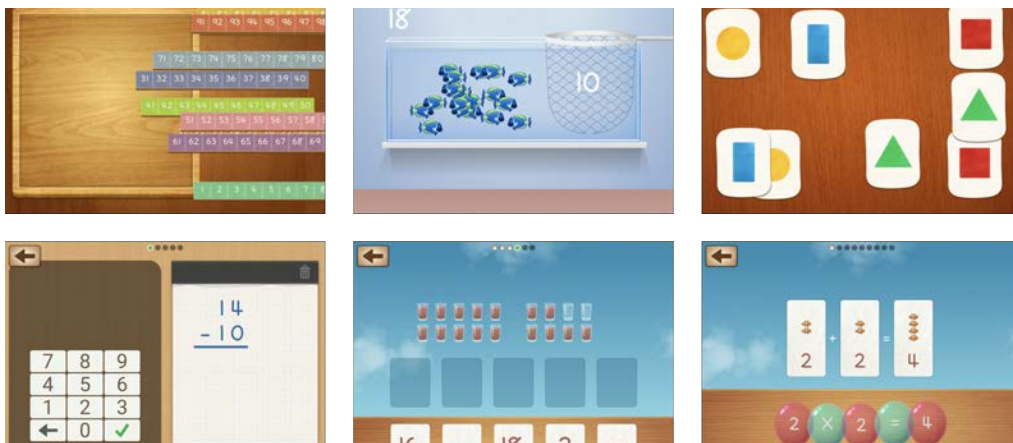 91 92 93 94 95 96 97 98
71 72 73 74 75 76 77 78 79 80
31 32 33 34 35 36 37 38 39 40
41 42 43 44 45 46 47 48 49 50
51 52 53 54 55 56 57 58
61 62 63 64 65 66 67 68 69
1 2 3 4 5 6 7 8
18
10
7 8 9
4 5 6
1 2 3
0
14
- 10
16 18 2
2 + 2 = 4
2 × 2 = 4